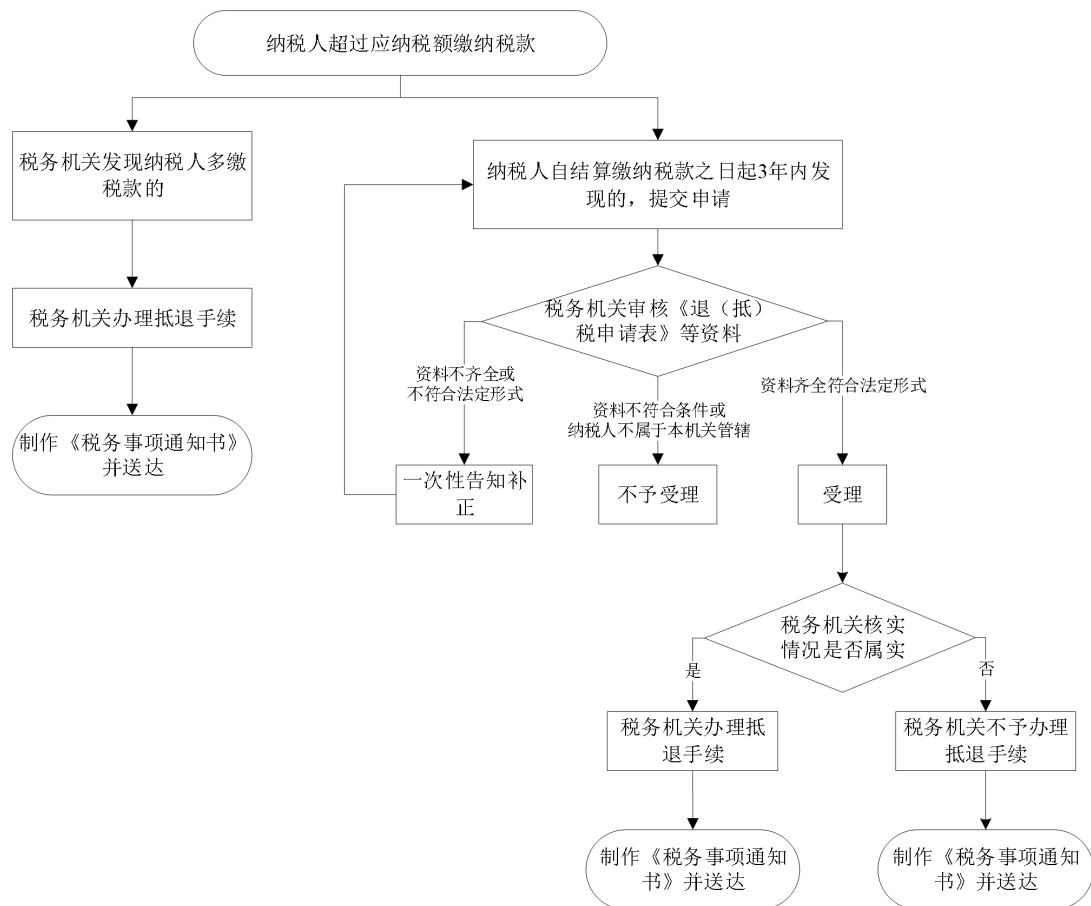 纳税人超过应纳税额缴纳税款
税务机关发现纳税人多缴
税款的
税务机关办理抵退手续
制作《税务事项通知书》
并送达
纳税人自结算缴纳税款之日起3年内发
现的，提交申请
税务机关审核《退（抵）
税申请表》等资料
资料不齐全或
不符合法定形式
资料不符合条件或
纳税人不属于本机关管辖
资料齐全符合法定形式
一次性告知补
正
不予受理
受理
税务机关核实
情况是否属实
是
否
税务机关办理抵
退手续
税务机关不予办理
抵退手续
制作《税务事项通知
书》并送达
制作《税务事项通知
书》并送达